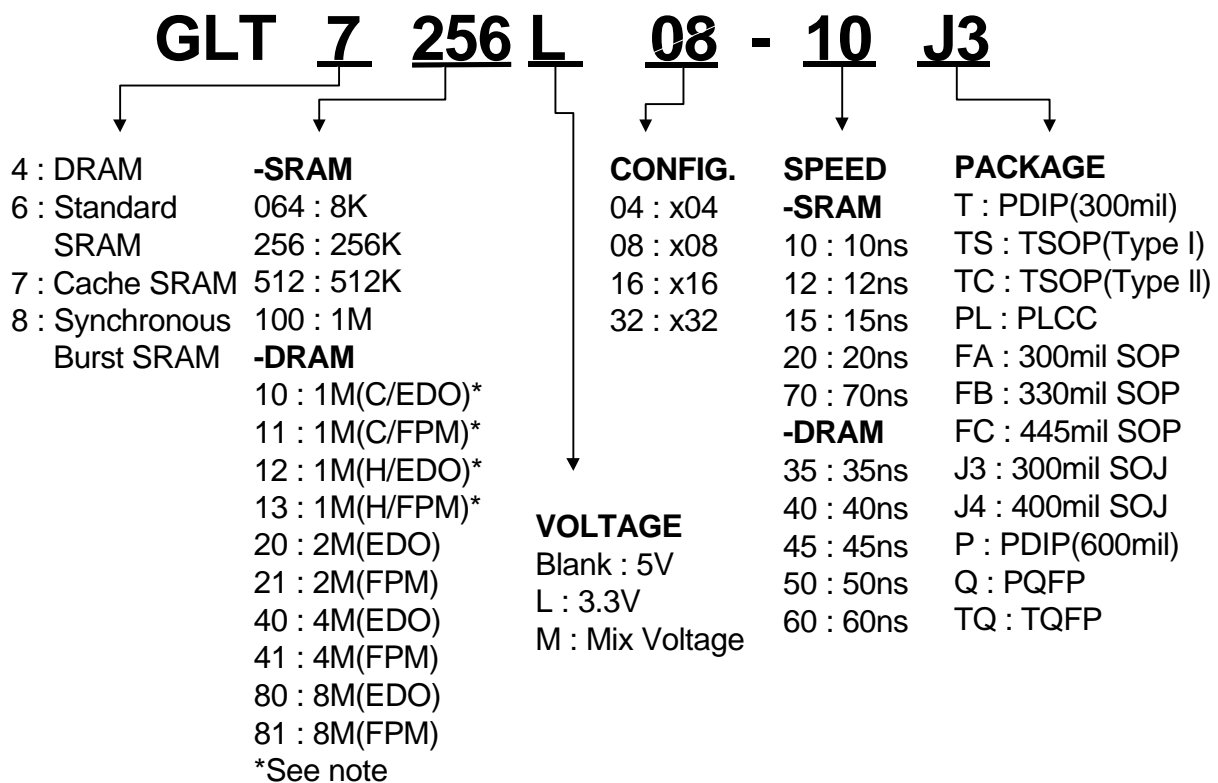 GLT 7 256 L 08 - 10 J3
4 : DRAM
6 : Standard
SRAM
7 : Cache SRAM
8 : Synchronous
Burst SRAM
-SRAM
064 : 8K
256 : 256K
512 : 512K
100 : 1M
-DRAM
10 : 1M(C/EDO)*
11 : 1M(C/FPM)*
12 : 1M(H/EDO)*
13 : 1M(H/FPM)*
20 : 2M(EDO)
21 : 2M(FPM)
40 : 4M(EDO)
41 : 4M(FPM)
80 : 8M(EDO)
81 : 8M(FPM)
*See note
VOLTAGE
Blank : 5V
L : 3.3V
M : Mix Voltage
CONFIG.
04 : x04
08 : x08
16 : x16
32 : x32
SPEED
-SRAM
10 : 10ns
12 : 12ns
15 : 15ns
20 : 20ns
70 : 70ns
-DRAM
35 : 35ns
40 : 40ns
45 : 45ns
50 : 50ns
60 : 60ns
PACKAGE
T : PDIP(300mil)
TS : TSOP(Type I)
TC : TSOP(Type ll)
PL : PLCC
FA : 300mil SOP
FB : 330mil SOP
FC : 445mil SOP
J3 : 300mil SOJ
J4 : 400mil SOJ
P : PDIP(600mil)
Q : PQFP
TQ : TQFP